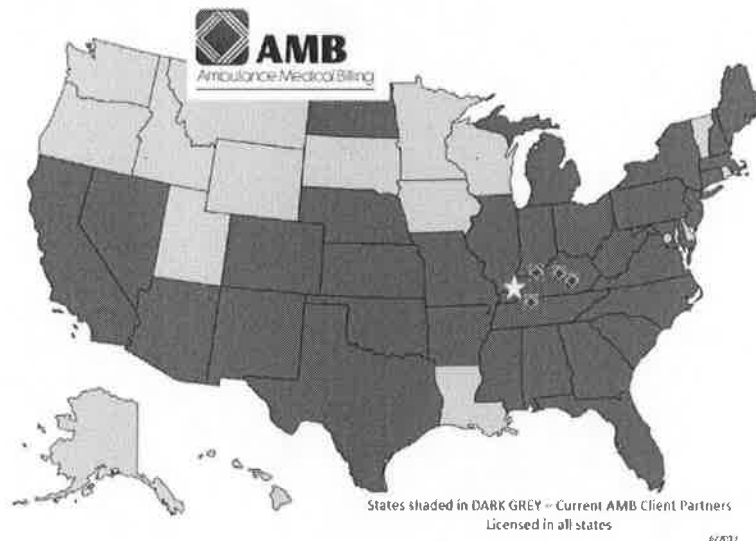 AMB
Ambulance Medical Billing
States shaded in DARK GREY – Current AMB Client Partners
Licensed in all states